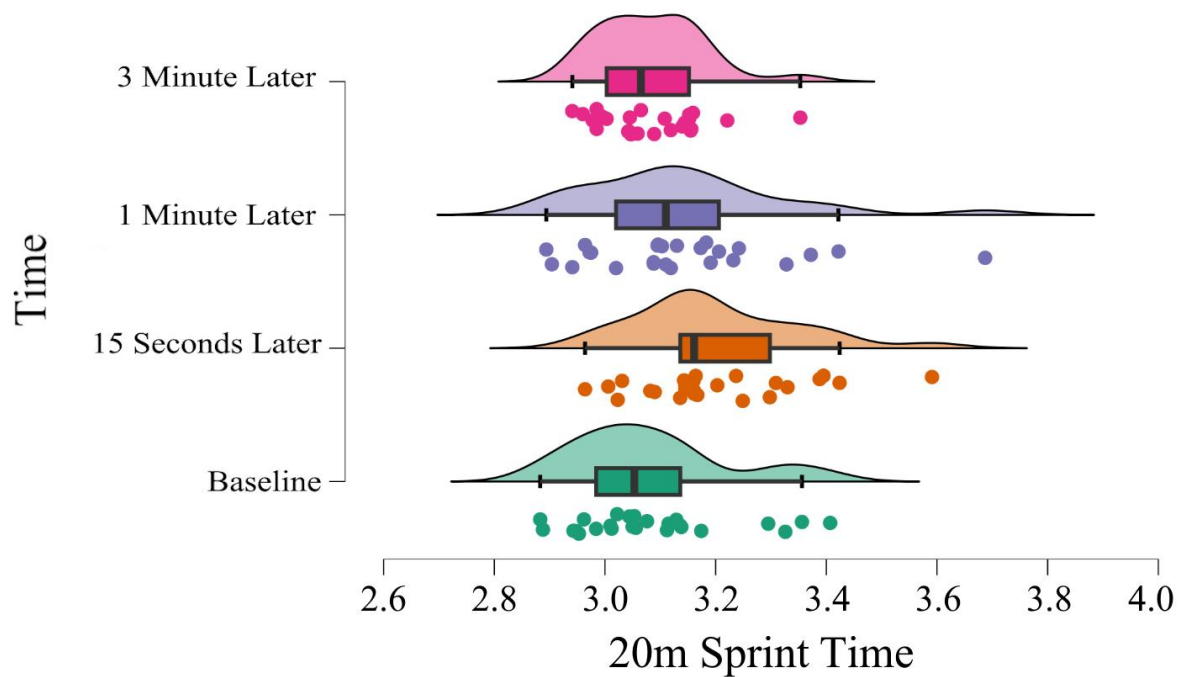 3 Minute Later
1 Minute Later
15 Seconds Later
Baseline
Time
2.6 2.8 3.0 3.2 3.4 3.6 3.8 4.0
20m Sprint Time